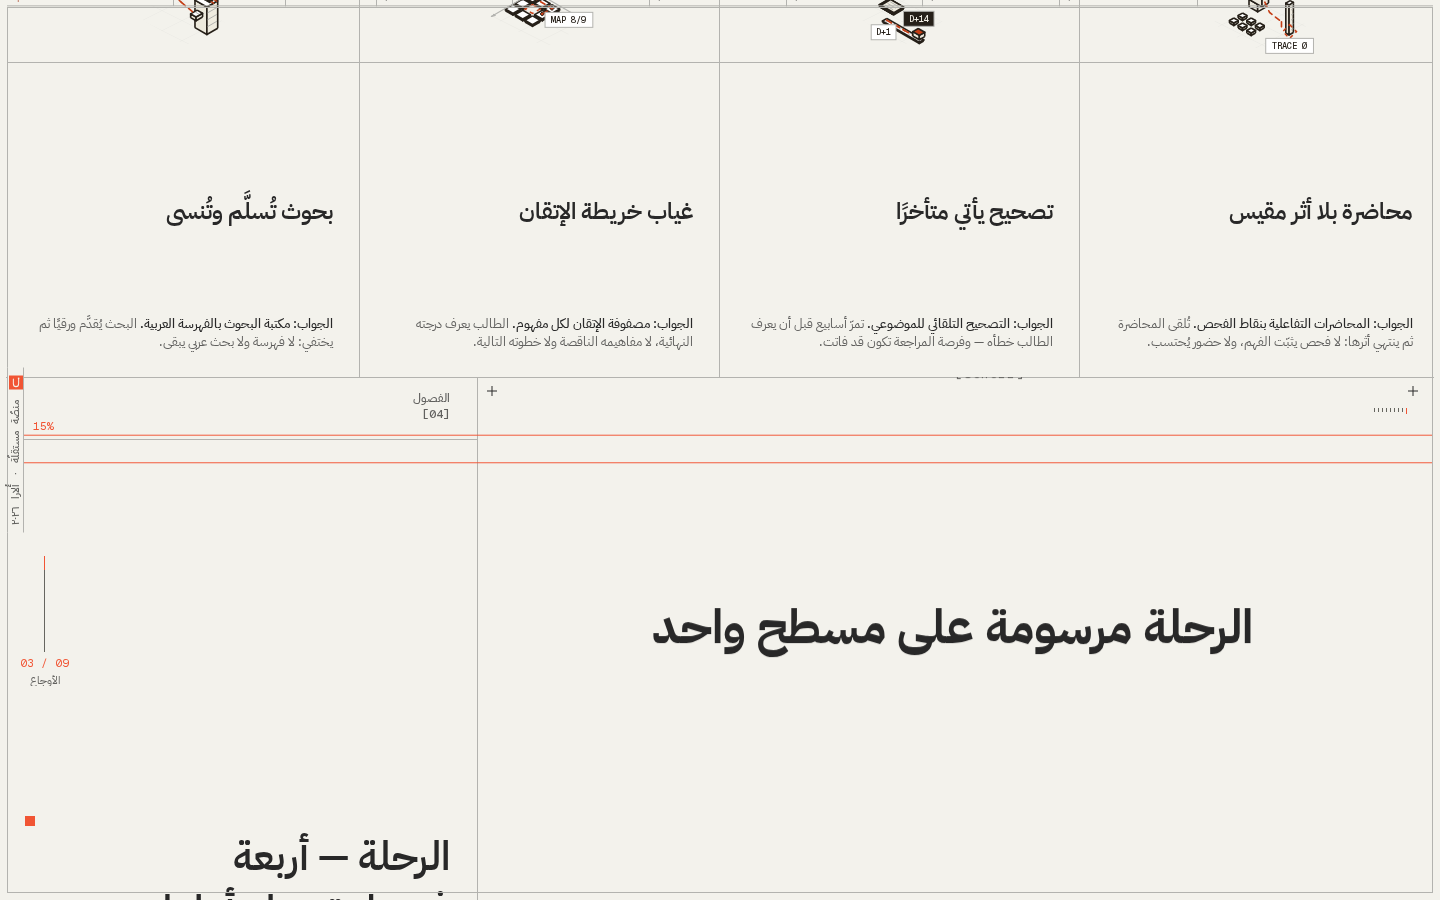 TRACE Ø
D+14
D+1
MAP 8/9
محاضرة بلا أثر مقيس
الجواب: المحاضرات التفاعلية بنقاط الفحص. تُلقى المحاضرة
ثم ينتهي أثرها: لا فحص يثبّت الفهم، ولا حضور يُحتسب.
تصحيح يأتي متأخرًا
الجواب: التصحيح التلقائي للموضوعي. تمرّ أسابيع قبل أن يعرف
الطالب خطأه — وفرصة المراجعة تكون قد فاتت.
غياب خريطة الإتقان
الجواب: مصفوفة الإتقان لكل مفهوم. الطالب يعرف درجته
النهائية، لا مفاهيمه الناقصة ولا خطوته التالية.
بحوث تُسلَّم وتُنسى
الجواب: مكتبة البحوث بالفهرسة العربية. البحث يُقدَّم ورقيًا ثم
يختفي: لا فهرسة ولا بحث عربي يبقى.
الفصول
[04]
15%
منصّة مستقلّة · ألارا ٢٠٢٦
03 / 09
الأوجاع
الرحلة مرسومة على مسطح واحد
الرحلة — أربعة